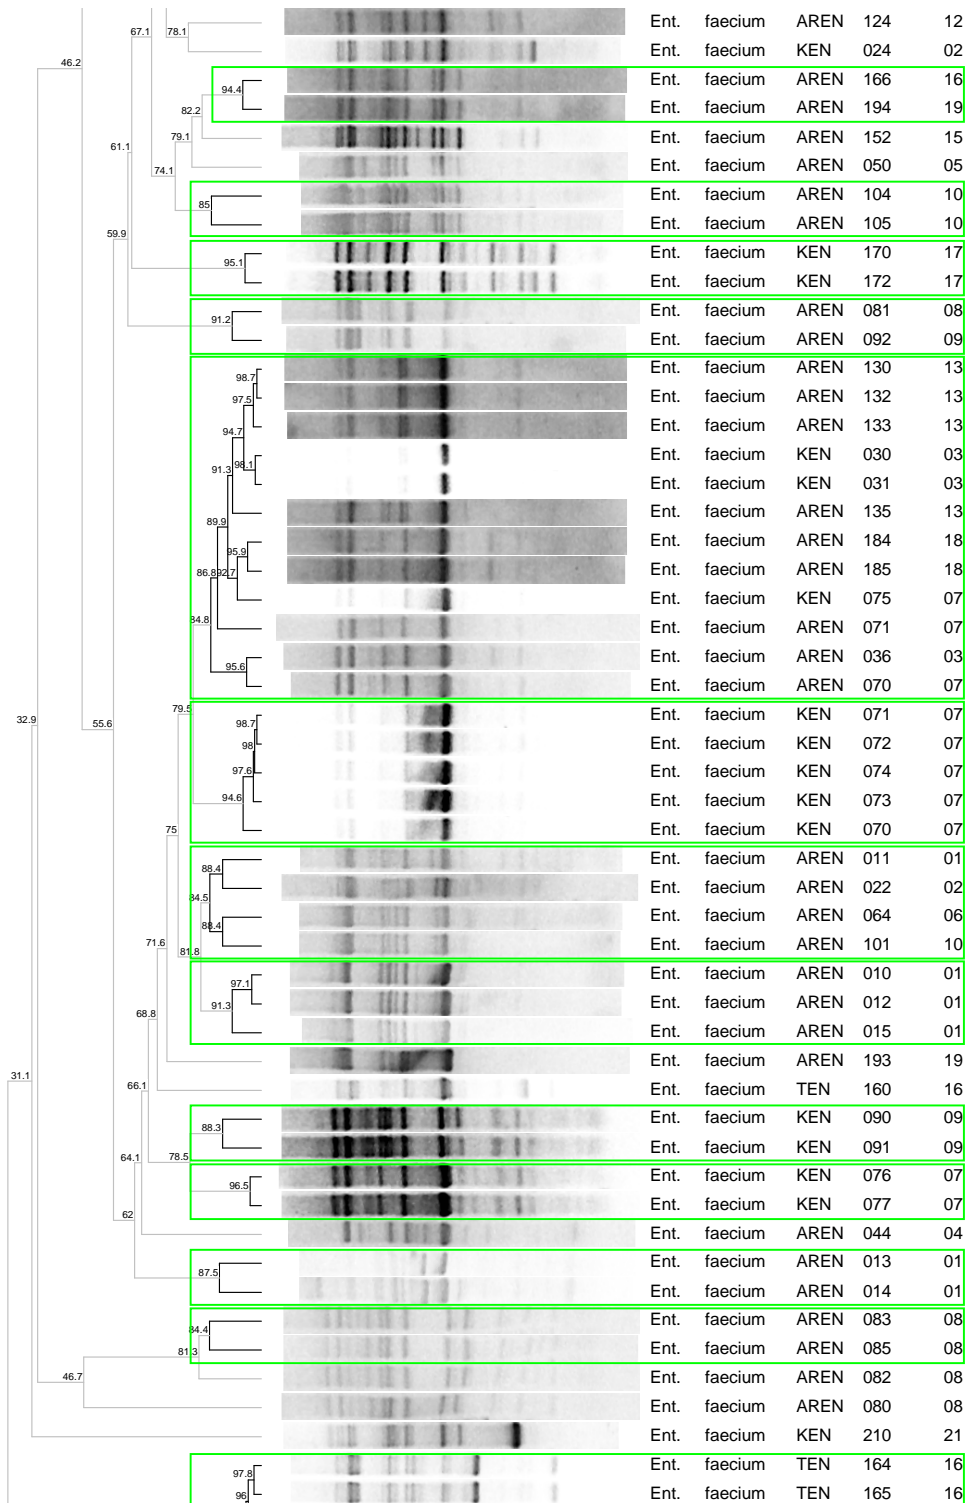 67.1 78.1 Ent. faecium AREN 124 12
46.2 Ent. faecium KEN 024 02
94.4 Ent. faecium AREN 166 16
82.2 Ent. faecium AREN 194 19
79.1 61.1 Ent. faecium AREN 152 15
74.1 Ent. faecium AREN 050 05
85 Ent. faecium AREN 104 10
59.9 Ent. faecium AREN 105 10
95.1 Ent. faecium KEN 170 17
Ent. faecium KEN 172 17
91.2 Ent. faecium AREN 081 08
Ent. faecium AREN 092 09
98.7 Ent. faecium AREN 130 13
97.5 Ent. faecium AREN 132 13
94.7 Ent. faecium AREN 133 13
98.1 Ent. faecium KEN 030 03
91.3 Ent. faecium KEN 031 03
89.9 Ent. faecium AREN 135 13
95.9 Ent. faecium AREN 184 18
86.8 92.7 Ent. faecium AREN 185 18
Ent. faecium KEN 075 07
84.8 Ent. faecium AREN 071 07
95.6 Ent. faecium AREN 036 03
Ent. faecium AREN 070 07
32.9 55.6 79.5 98.7 Ent. faecium KEN 071 07
98 Ent. faecium KEN 072 07
97.6 Ent. faecium KEN 074 07
94.6 Ent. faecium KEN 073 07
75 Ent. faecium KEN 070 07
88.4 Ent. faecium AREN 011 01
84.5 Ent. faecium AREN 022 02
88.4 Ent. faecium AREN 064 06
71.6 81.8 Ent. faecium AREN 101 10
97.1 Ent. faecium AREN 010 01
91.3 Ent. faecium AREN 012 01
68.8 Ent. faecium AREN 015 01
Ent. faecium AREN 193 19
31.1 66.1 Ent. faecium TEN 160 16
88.3 Ent. faecium KEN 090 09
64.1 78.5 Ent. faecium KEN 091 09
96.5 Ent. faecium KEN 076 07
62 Ent. faecium KEN 077 07
Ent. faecium AREN 044 04
87.5 Ent. faecium AREN 013 01
Ent. faecium AREN 014 01
84.4 Ent. faecium AREN 083 08
81.3 Ent. faecium AREN 085 08
46.7 Ent. faecium AREN 082 08
Ent. faecium AREN 080 08
Ent. faecium KEN 210 21
97.8 Ent. faecium TEN 164 16
96 Ent. faecium TEN 165 16